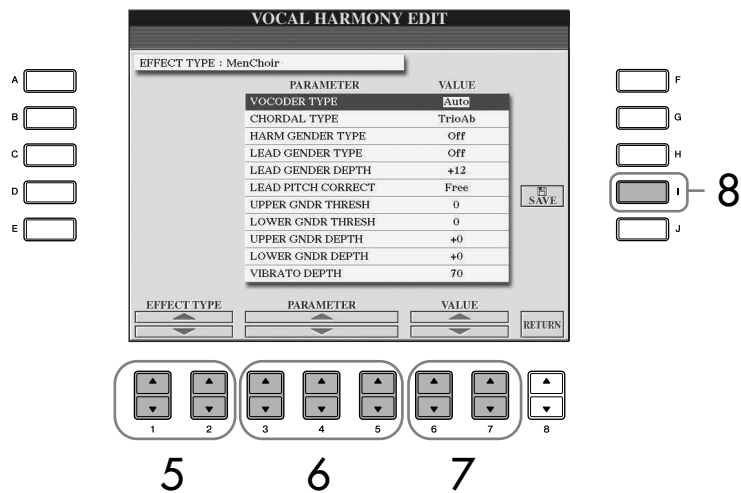 VOCAL HARMONY EDIT
EFFECT TYPE : MenChoir
PARAMETER VALUE
VOCODER TYPE Auto
CHORDAL TYPE TrioAb
HARM GENDER TYPE Off
LEAD GENDER TYPE Off
LEAD GENDER DEPTH +12
LEAD PITCH CORRECT Free
UPPER GNDR THRESH 0
LOWER GNDR THRESH 0
UPPER GNDR DEPTH +0
LOWER GNDR DEPTH +0
VIBRATO DEPTH 70
A
B
C
D
E
F
G
H
I 8
J
SAVE
EFFECT TYPE PARAMETER VALUE
RETURN
1 2 3 4 5 6 7 8
5 6 7